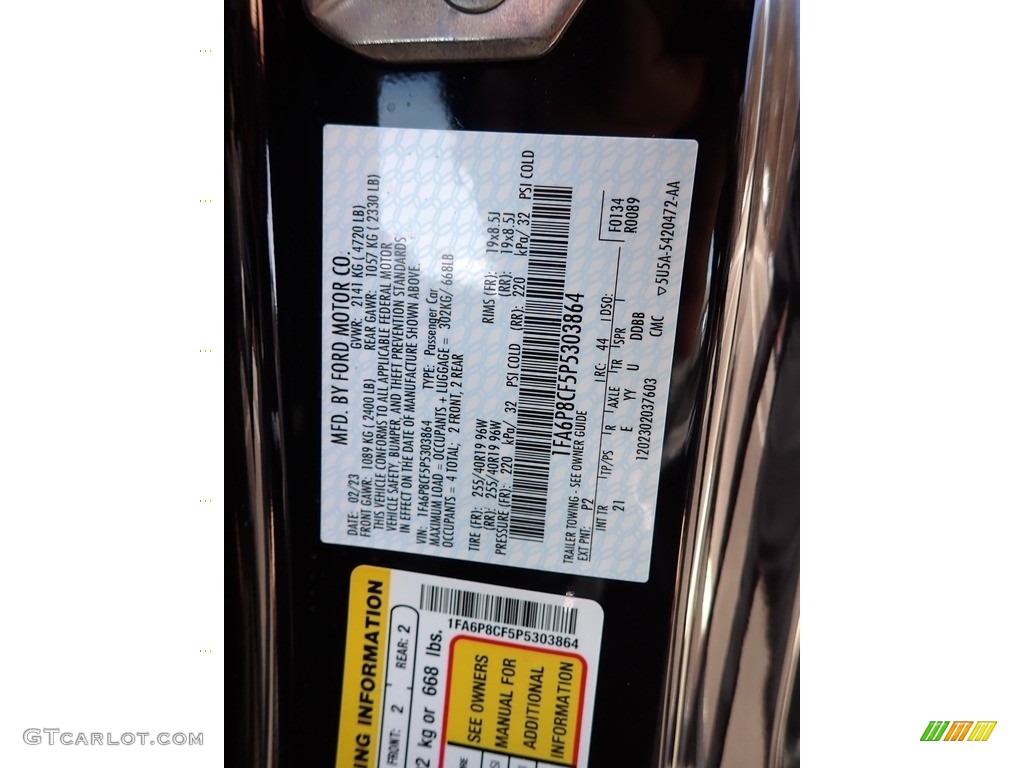 MFD. BY FORD MOTOR CO.
DATE: 02/23 GVWR: 2141 KG ( 4720 LB)
FRONT GAWR: 1089 KG ( 2400 LB) REAR GAWR: 1057 KG ( 2330 LB)
THIS VEHICLE CONFORMS TO ALL APPLICABLE FEDERAL MOTOR
VEHICLE SAFETY, BUMPER, AND THEFT PREVENTION STANDARDS
IN EFFECT ON THE DATE OF MANUFACTURE SHOWN ABOVE.
VIN: 1FA6P8CF5P5303864 TYPE: Passenger Car
MAXIMUM LOAD = OCCUPANTS + LUGGAGE = 302KG/ 668LB
OCCUPANTS = 4 TOTAL; 2 FRONT, 2 REAR
TIRE (FR): 255/40R19 96W RIMS (FR): 19x8.5J
(RR): 255/40R19 96W (RR): 19x8.5J
PRESSURE (FR): 220 kPa/ 32 PSI COLD (RR): 220 kPa/ 32 PSI COLD
1FA6P8CF5P5303864
TRAILER TOWING - SEE OWNER GUIDE
EXT PNT: P2 RC: 44 DSO: F0134
R0089
INT TR TP/PS R AXLE TR SPR
21 E YY U DDBB
1202302037603 CMC ▽5U5A-5420472-AA
ING INFORMATION
FRONT: 2 REAR: 2
2 kg or 668 lbs.
1FA6P8CF5P5303864
SEE OWNERS
MANUAL FOR
ADDITIONAL
INFORMATION
GTCarlot.com